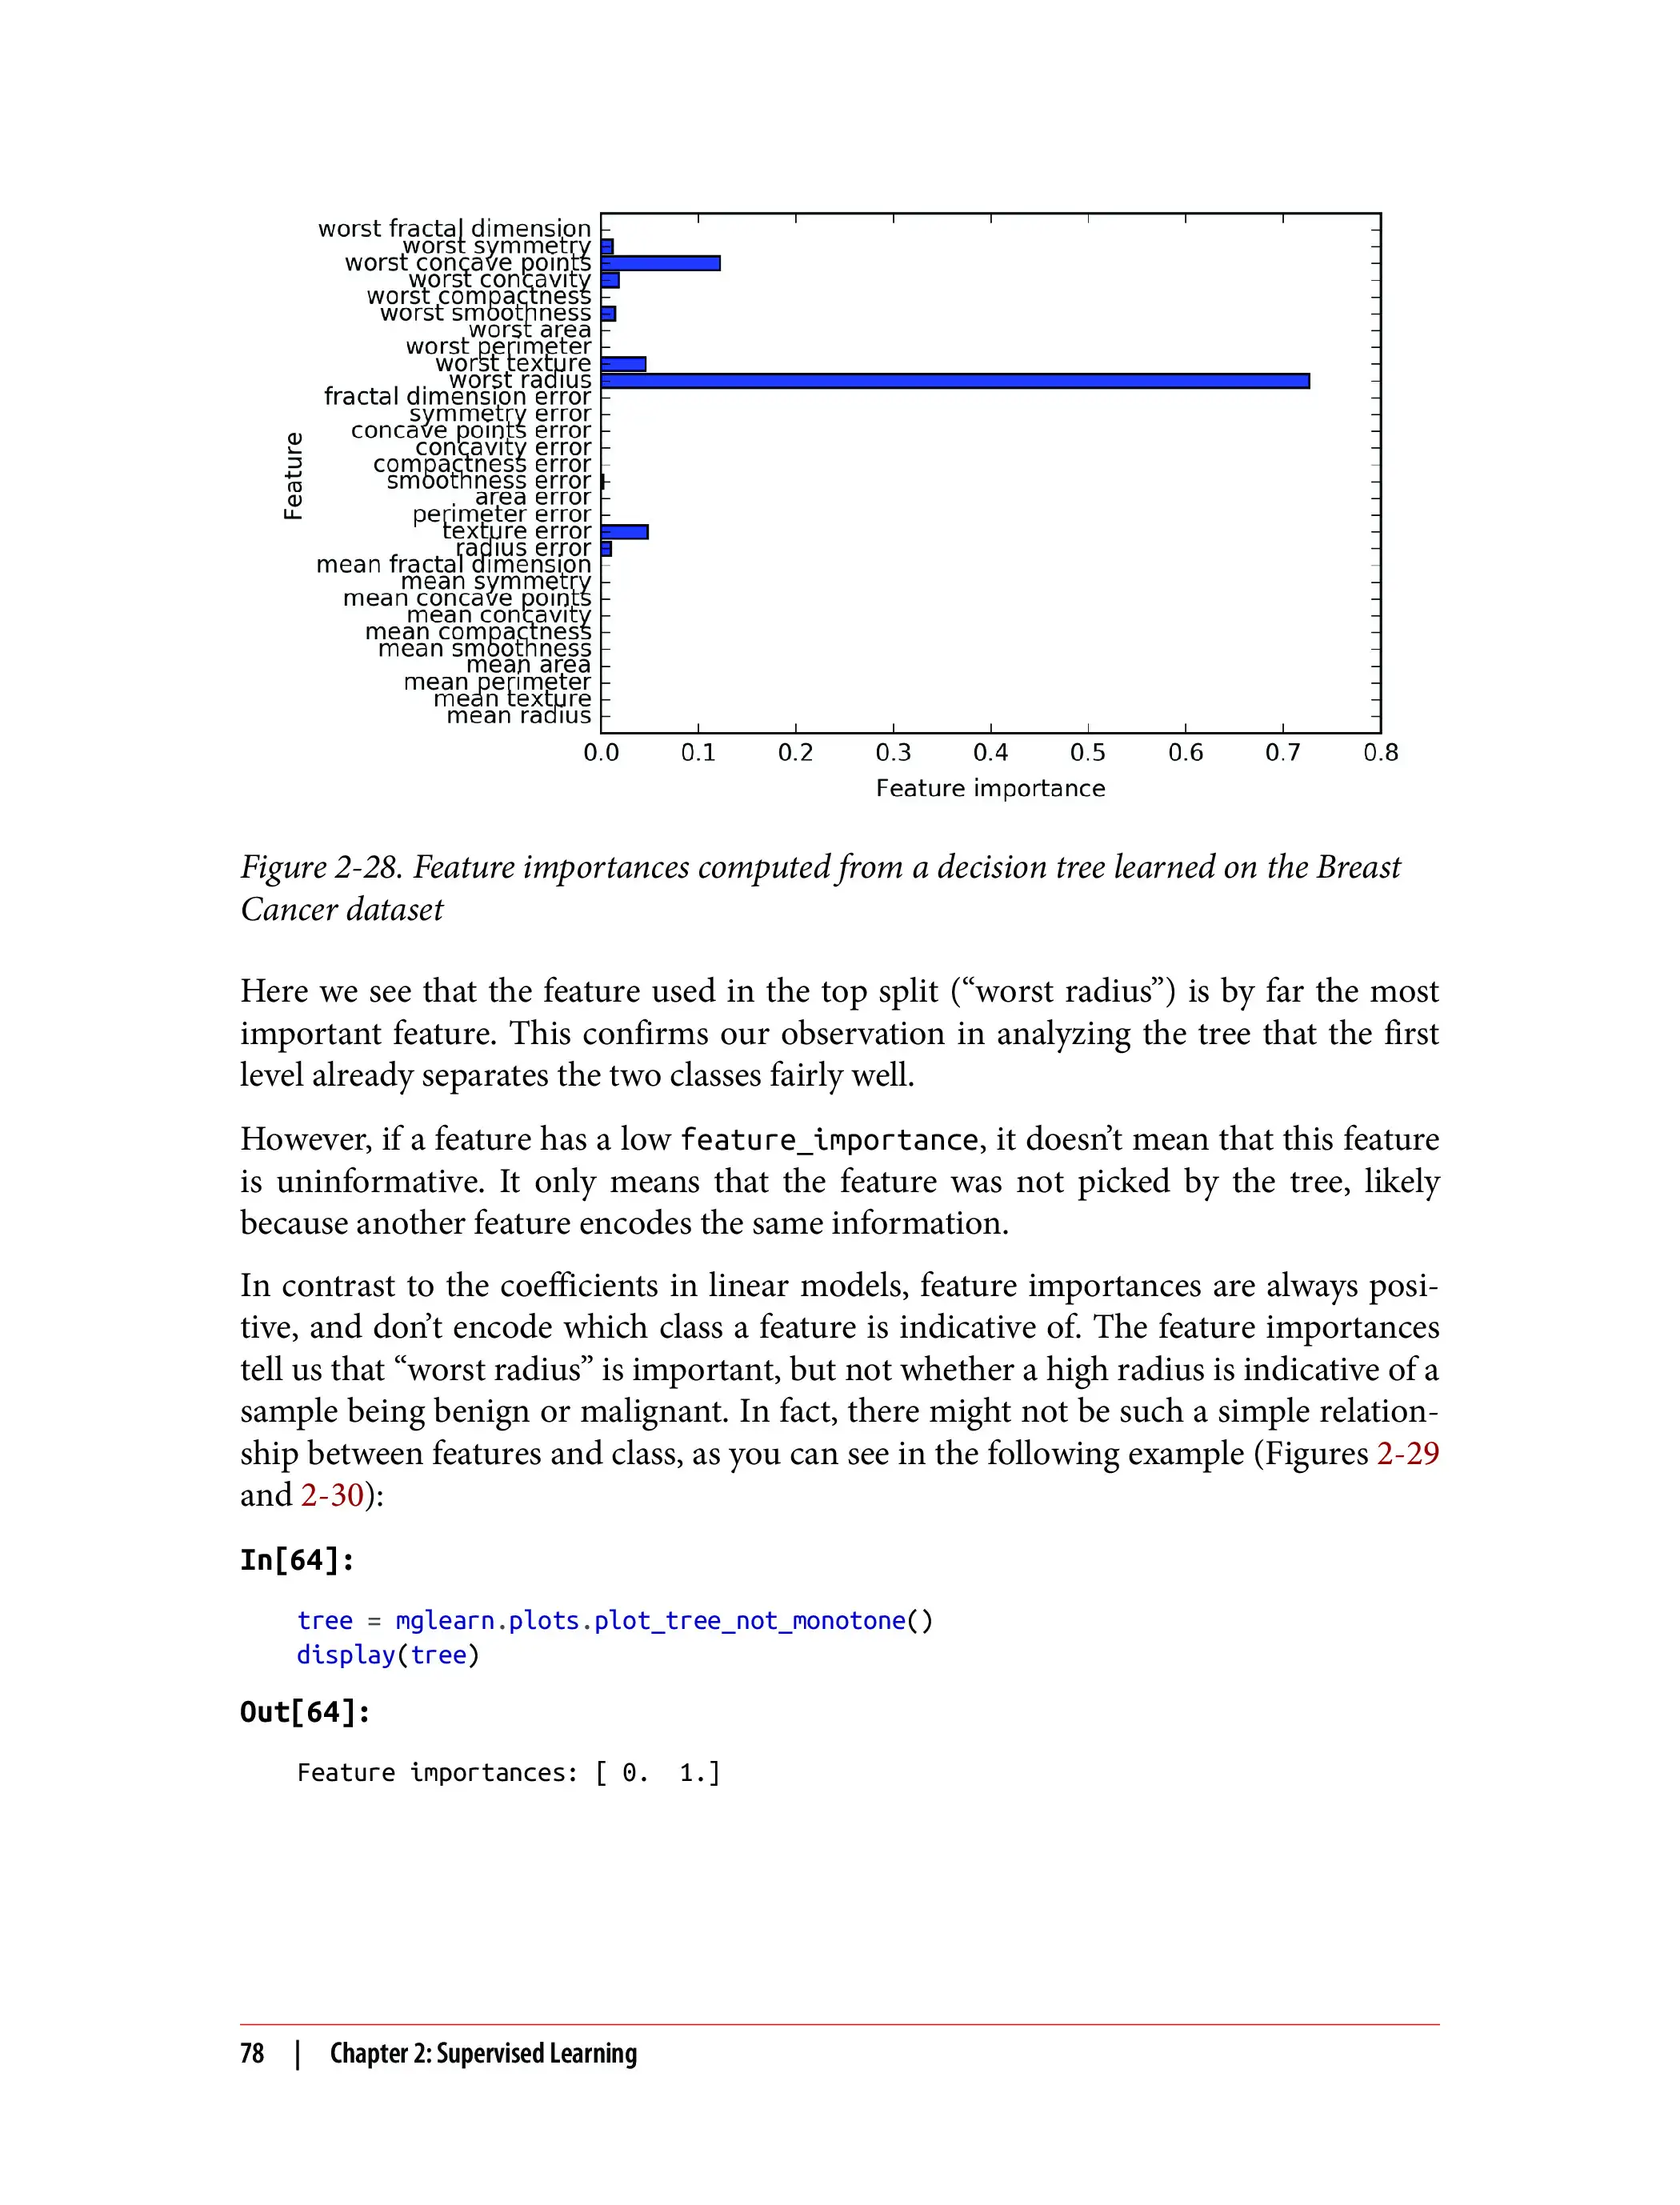 worst fractal dimension
worst symmetry
worst concave points
worst concavity
worst compactness
worst smoothness
worst area
worst perimeter
worst texture
worst radius
fractal dimension error
symmetry error
concave points error
concavity error
compactness error
smoothness error
area error
perimeter error
texture error
radius error
mean fractal dimension
mean symmetry
mean concave points
mean concavity
mean compactness
mean smoothness
mean area
mean perimeter
mean texture
mean radius
Feature
0.0 0.1 0.2 0.3 0.4 0.5 0.6 0.7 0.8
Feature importance
Figure 2-28. Feature importances computed from a decision tree learned on the Breast
Cancer dataset
Here we see that the feature used in the top split (“worst radius”) is by far the most
important feature. This confirms our observation in analyzing the tree that the first
level already separates the two classes fairly well.
However, if a feature has a low feature_importance, it doesn’t mean that this feature
is uninformative. It only means that the feature was not picked by the tree, likely
because another feature encodes the same information.
In contrast to the coefficients in linear models, feature importances are always posi-
tive, and don’t encode which class a feature is indicative of. The feature importances
tell us that “worst radius” is important, but not whether a high radius is indicative of a
sample being benign or malignant. In fact, there might not be such a simple relation-
ship between features and class, as you can see in the following example (Figures 2-29
and 2-30):
In[64]:
tree = mglearn.plots.plot_tree_not_monotone()
display(tree)
Out[64]:
Feature importances: [ 0.  1.]
78 | Chapter 2: Supervised Learning